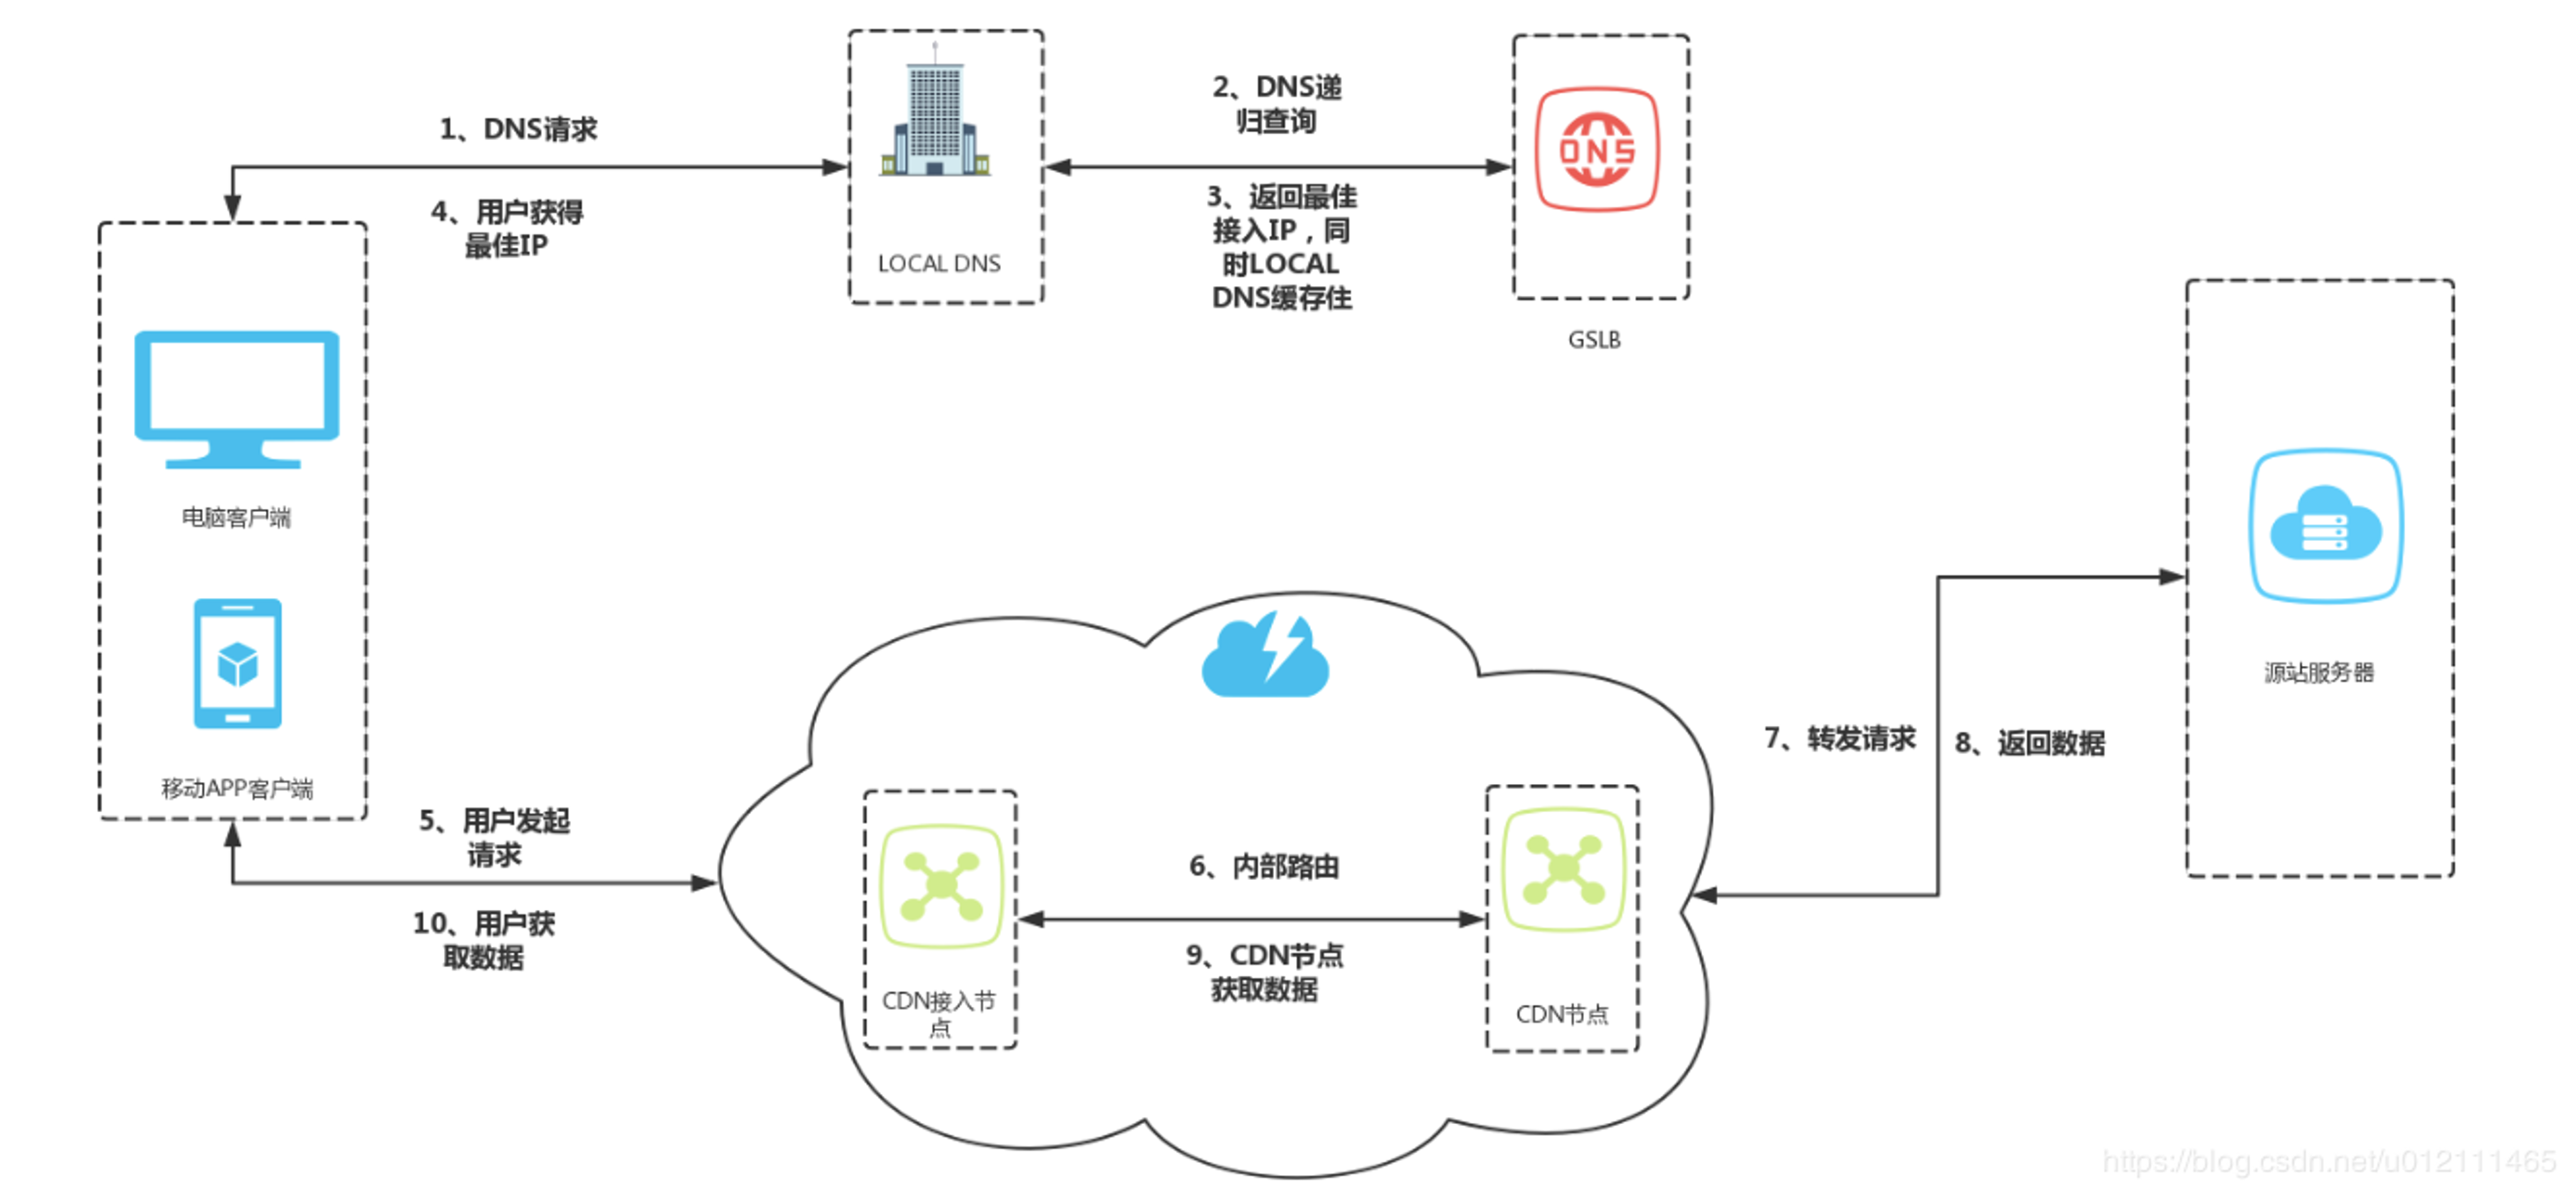 1、DNS请求
4、用户获得
最佳IP
LOCAL DNS
2、DNS递
归查询
3、返回最佳
接入IP，同
时LOCAL
DNS缓存住
DNS
GSLB
电脑客户端
移动APP客户端
5、用户发起
请求
10、用户获
取数据
CDN接入节
点
6、内部路由
9、CDN节点
获取数据
CDN节点
7、转发请求
8、返回数据
源站服务器
https://blog.csdn.net/u012111465